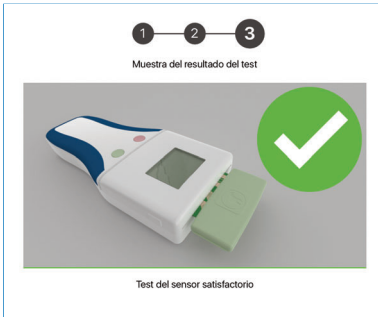 1 2 3
Muestra del resultado del test
Test del sensor satisfactorio